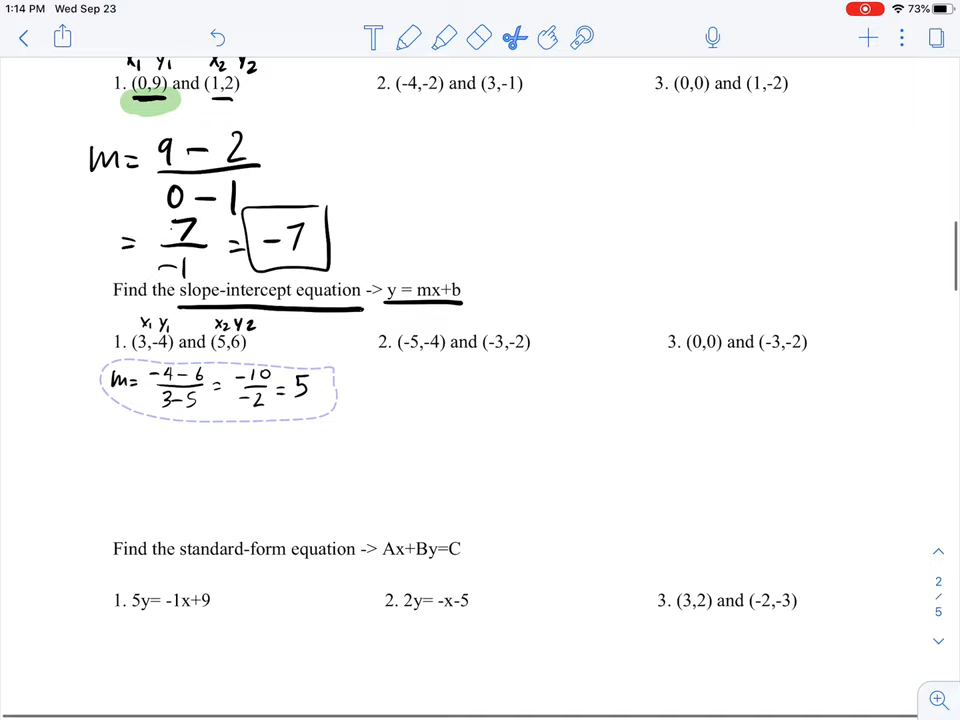 1:14 PM Wed Sep 23 73%
x1 y1 x2 y2
1. (0,9) and (1,2) 2. (-4,-2) and (3,-1) 3. (0,0) and (1,-2)
m= 9 - 2
0 - 1
= 7 = -7
-1
Find the slope-intercept equation -> y = mx+b
x1 y1 x2 y2
1. (3,-4) and (5,6) 2. (-5,-4) and (-3,-2) 3. (0,0) and (-3,-2)
m= -4 - 6 = -10 = 5
3 - 5 -2
Find the standard-form equation -> Ax+By=C
2
/
5
1. 5y= -1x+9 2. 2y= -x-5 3. (3,2) and (-2,-3)